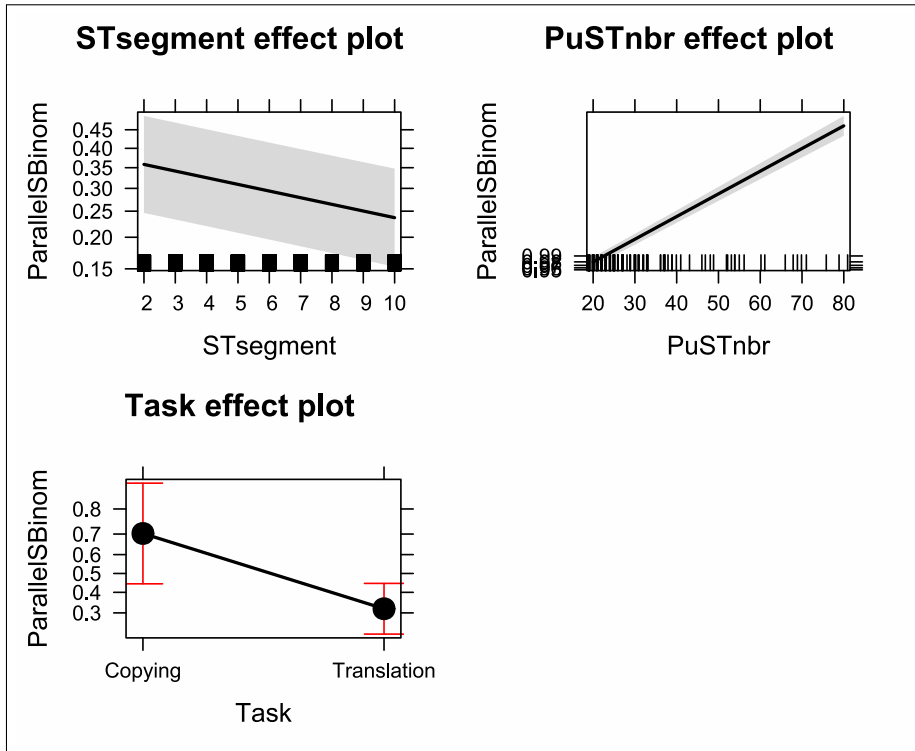 STsegment effect plot
ParallelSBinom
0.45
0.40
0.35
0.30
0.25
0.20
0.15
2 3 4 5 6 7 8 9 10
STsegment
PuSTnbr effect plot
ParallelSBinom
20 30 40 50 60 70 80
PuSTnbr
Task effect plot
ParallelSBinom
0.8
0.7
0.6
0.5
0.4
0.3
Copying Translation
Task